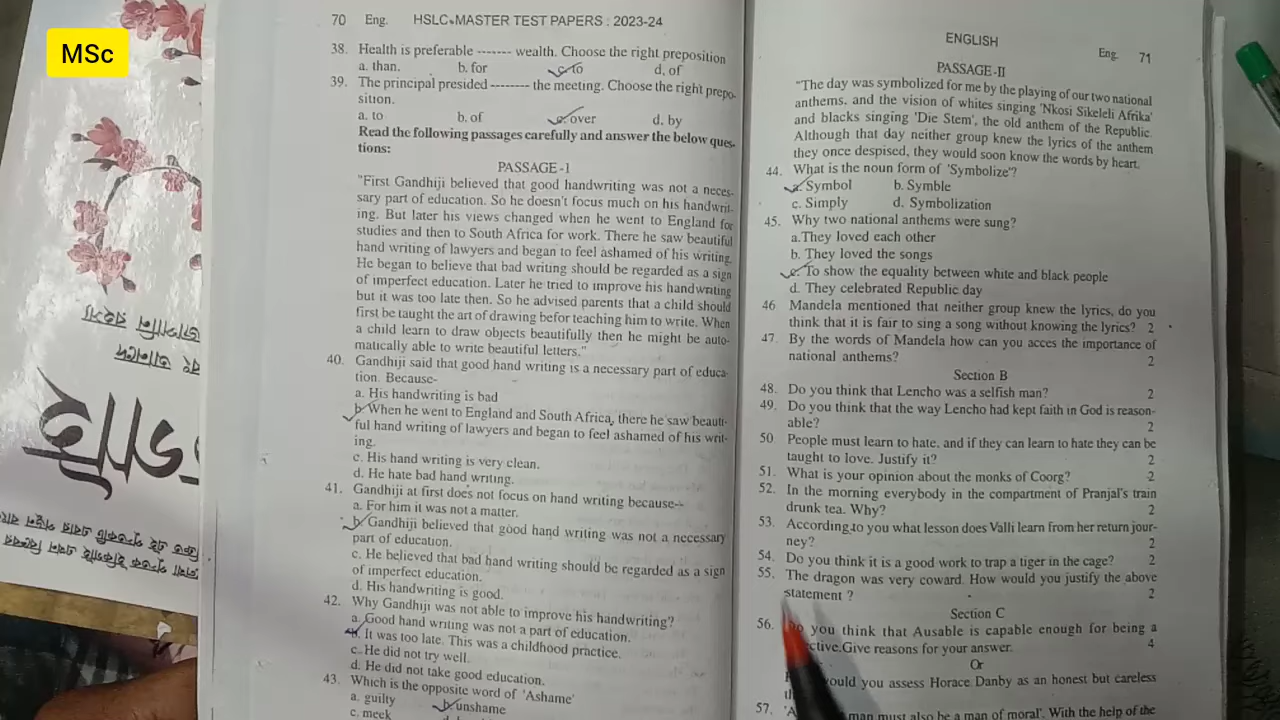 MSc
70 Eng. HSLC MASTER TEST PAPERS : 2023-24
38. Health is preferable ------- wealth. Choose the right preposition
a. than. b. for c. to d. of
39. The principal presided -------- the meeting. Choose the right prepo-
sition.
a. to b. of c. over d. by
Read the following passages carefully and answer the below ques-
tions:
PASSAGE-I
"First Gandhiji believed that good handwriting was not a neces-
sary part of education. So he doesn't focus much on his handwrit-
ing. But later his views changed when he went to England for
studies and then to South Africa for work. There he saw beautiful
hand writing of lawyers and began to feel ashamed of his writing.
He began to believe that bad writing should be regarded as a sign
of imperfect education. Later he tried to improve his handwriting
but it was too late then. So he advised parents that a child should
first be taught the art of drawing befor teaching him to write. When
a child learn to draw objects beautifully then he might be auto-
matically able to write beautiful letters."
40. Gandhiji said that good hand writing is a necessary part of educa-
tion. Because-
a. His handwriting is bad
b. When he went to England and South Africa, there he saw beauti-
ful hand writing of lawyers and began to feel ashamed of his writ-
ing.
c. His hand writing is very clean.
d. He hate bad hand writing.
41. Gandhiji at first does not focus on hand writing because--
a. For him it was not a matter.
b. Gandhiji believed that good hand writing was not a necessary
part of education.
c. He believed that bad hand writing should be regarded as a sign
of imperfect education.
d. His handwriting is good.
42. Why Gandhiji was not able to improve his handwriting?
a. Good hand writing was not a part of education.
b. It was too late. This was a childhood practice.
c. He did not try well.
d. He did not take good education.
43. Which is the opposite word of 'Ashame'
a. guilty b. unshame
c. meek
ENGLISH
Eng. 71
PASSAGE-II
"The day was symbolized for me by the playing of our two national
anthems, and the vision of whites singing 'Nkosi Sikeleli Afrika'
and blacks singing 'Die Stem', the old anthem of the Republic.
Although that day neither group knew the lyrics of the anthem
they once despised, they would soon know the words by heart.
44. What is the noun form of 'Symbolize'?
a. Symbol b. Symble
c. Simply d. Symbolization
45. Why two national anthems were sung?
a.They loved each other
b. They loved the songs
c. To show the equality between white and black people
d. They celebrated Republic day
46 Mandela mentioned that neither group knew the lyrics, do you
think that it is fair to sing a song without knowing the lyrics? 2
47. By the words of Mandela how can you acces the importance of
national anthems? 2
Section B
48. Do you think that Lencho was a selfish man? 2
49. Do you think that the way Lencho had kept faith in God is reason-
able? 2
50. People must learn to hate, and if they can learn to hate they can be
taught to love. Justify it? 2
51. What is your opinion about the monks of Coorg? 2
52. In the morning everybody in the compartment of Pranjal's train
drunk tea. Why? 2
53. According to you what lesson does Valli learn from her return jour-
ney? 2
54. Do you think it is a good work to trap a tiger in the cage? 2
55. The dragon was very coward. How would you justify the above
statement ? 2
Section C
56. you think that Ausable is capable enough for being a
ctive.Give reasons for your answer. 4
Or
would you assess Horace Danby as an honest but careless
57. man must also be a man of moral'. With the help of the